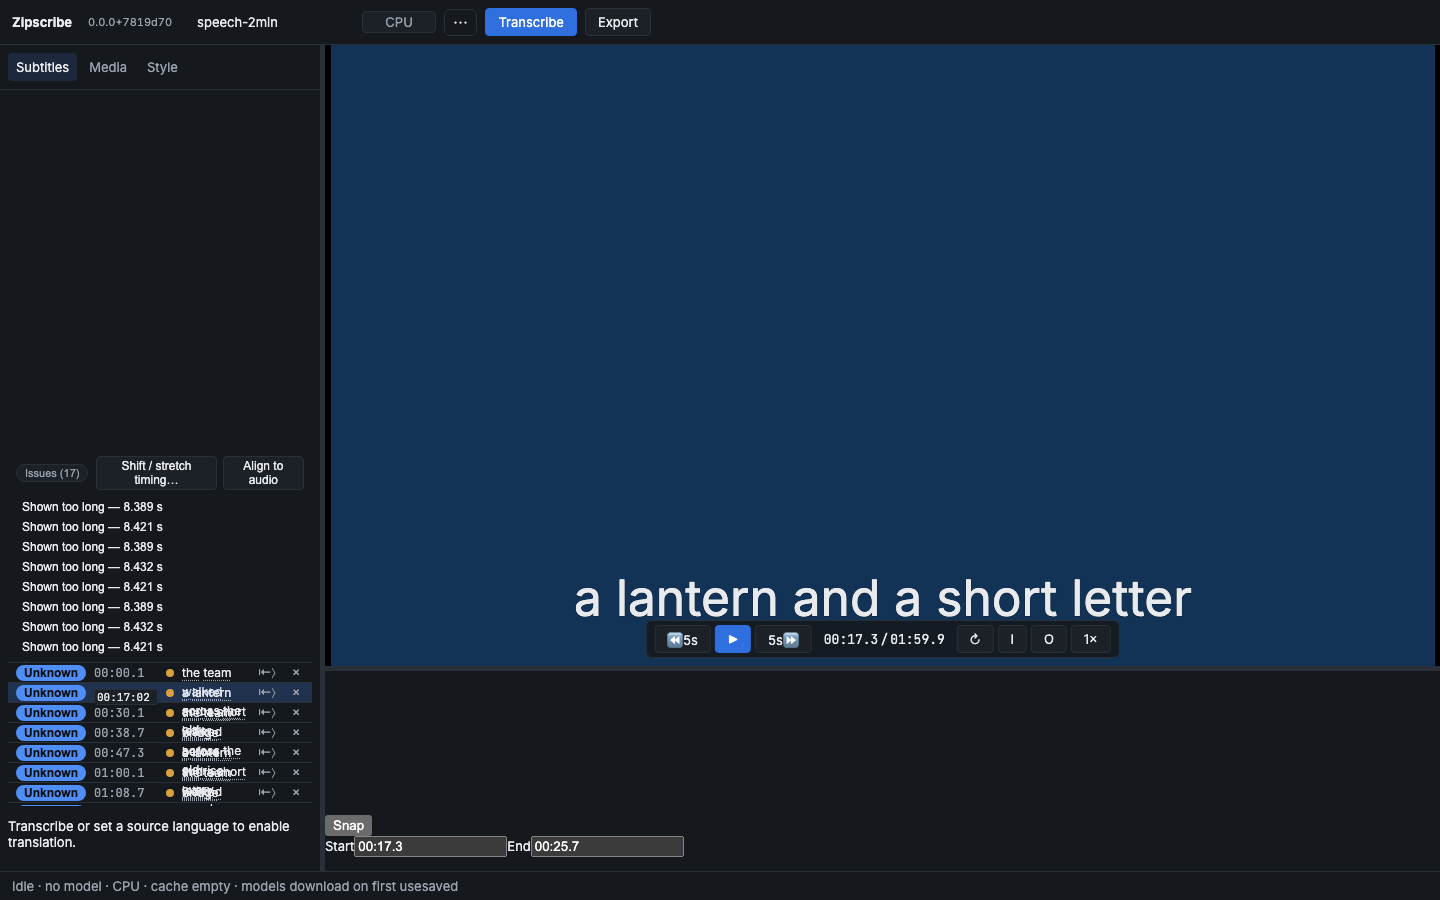 Zipscribe 0.0.0+7819d70 speech-2min CPU ··· Transcribe Export
Subtitles Media Style
Issues (17) Shift / stretch timing… Align to audio
Shown too long — 8.389 s
Shown too long — 8.421 s
Shown too long — 8.389 s
Shown too long — 8.432 s
Shown too long — 8.421 s
Shown too long — 8.389 s
Shown too long — 8.432 s
Shown too long — 8.421 s
Unknown 00:00.1 the team ×
Unknown 00:17:02 a lantern ×
Unknown 00:30.1 the team ×
Unknown 00:38.7 ×
Unknown 00:47.3 a lantern ×
Unknown 01:00.1 the team ×
Unknown 01:08.7 ×
Transcribe or set a source language to enable
translation.
a lantern and a short letter
⏪5s ▶ 5s⏩ 00:17.3 / 01:59.9 ↻ I O 1×
Snap
Start 00:17.3 End 00:25.7
Idle · no model · CPU · cache empty · models download on first usesaved